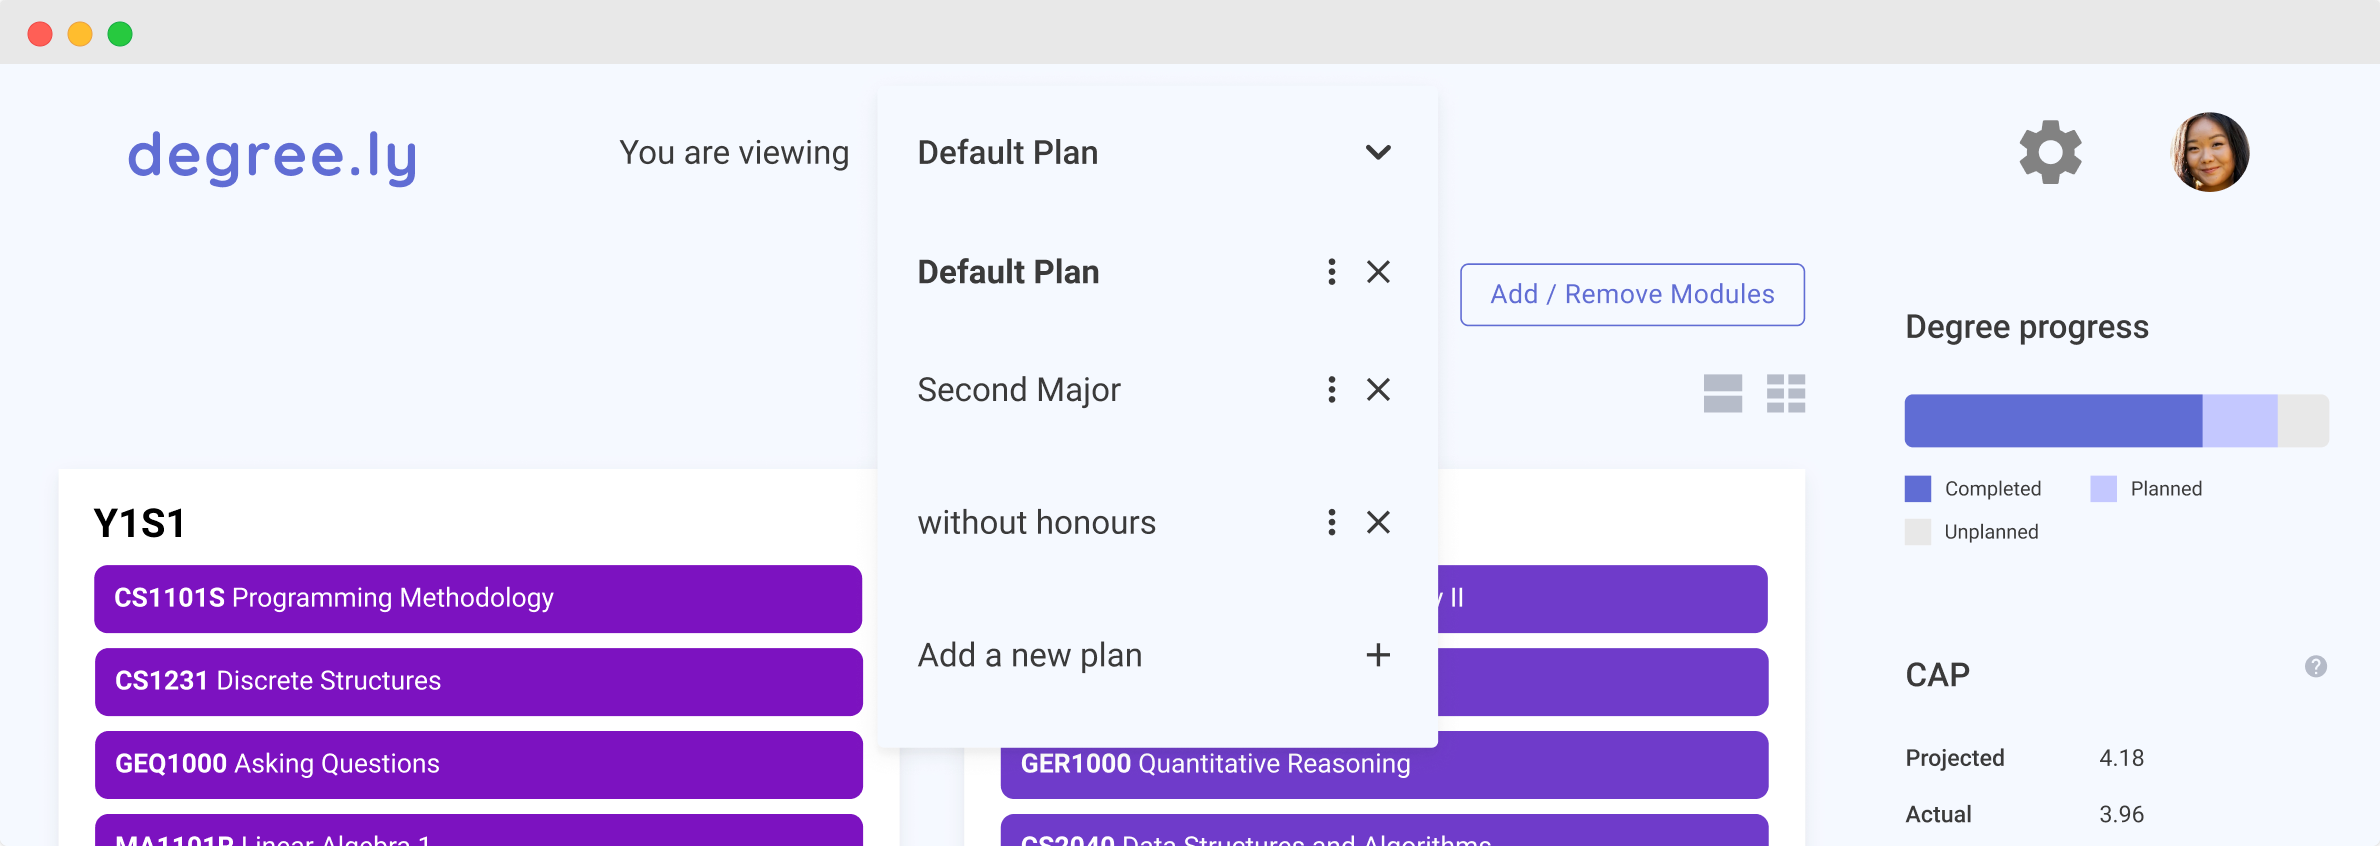 degree.ly
You are viewing
Default Plan
Default Plan
Second Major
without honours
Add a new plan
Add / Remove Modules
Degree progress
Completed
Planned
Unplanned
CAP
?
Projected 4.18
Actual 3.96
Y1S1
CS1101S Programming Methodology
CS1231 Discrete Structures
GEQ1000 Asking Questions
MA1101R Linear Algebra 1
II
GER1000 Quantitative Reasoning
CS2040 Data Structures and Algorithms